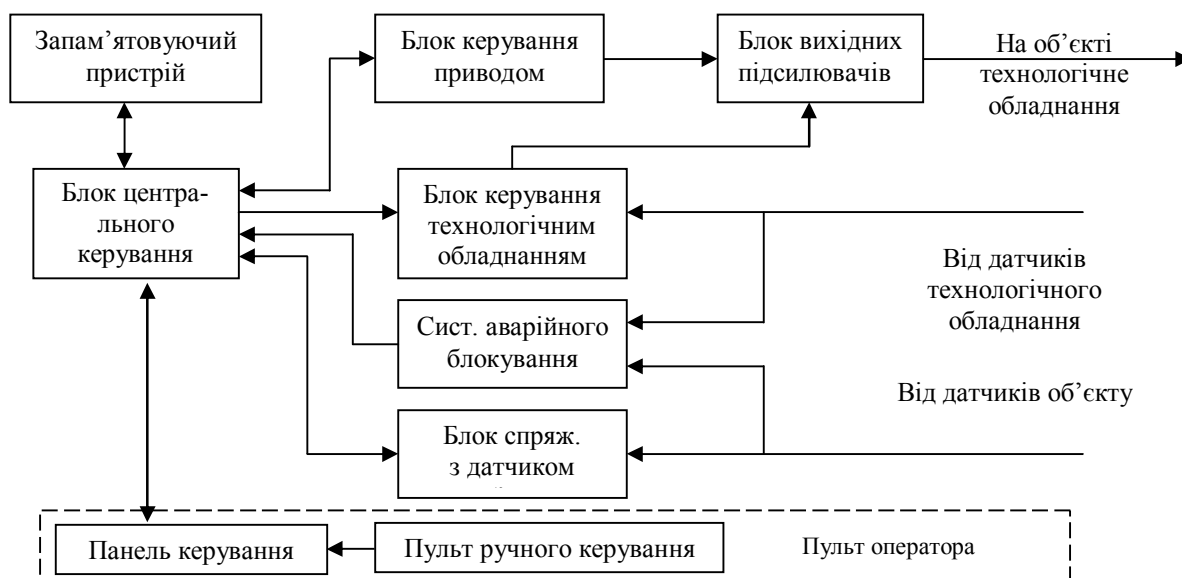 Запам’ятовуючий
пристрій
Блок керування
приводом
Блок вихідних
підсилювачів
На об’єкті
технологічне
обладнання
Блок центра-
льного
керування
Блок керування
технологічним
обладнанням
Від датчиків
технологічного
обладнання
Сист. аварійного
блокування
Від датчиків об’єкту
Блок спряж.
з датчиком
Панель керування
Пульт ручного керування
Пульт оператора